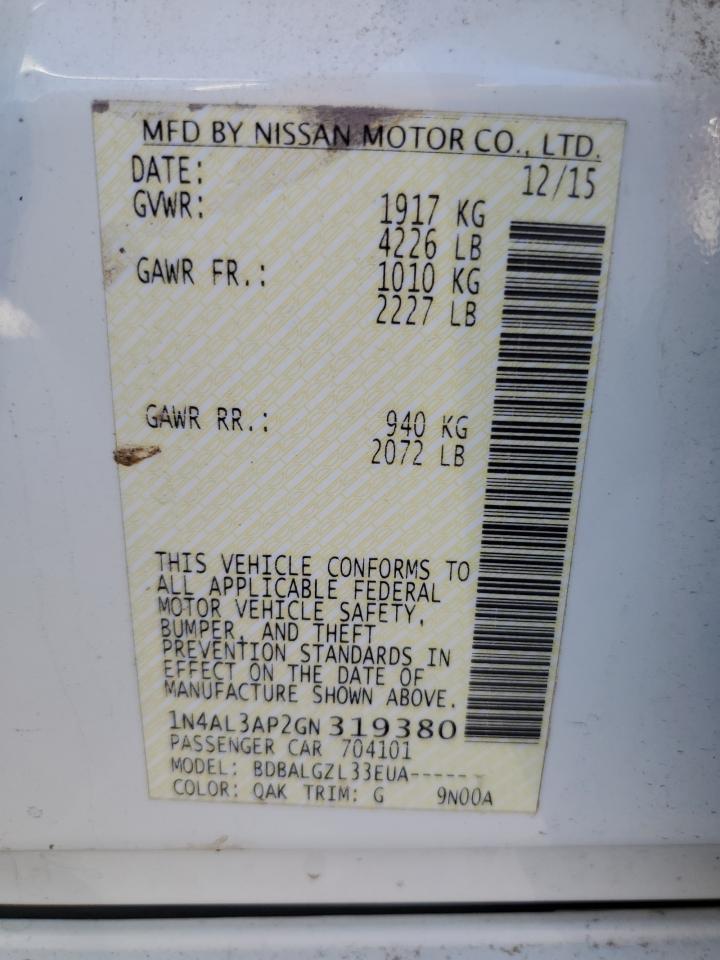 MFD BY NISSAN MOTOR CO., LTD.
DATE: 12/15
GVWR: 1917 KG
4226 LB
GAWR FR.: 1010 KG
2227 LB
GAWR RR.: 940 KG
2072 LB
THIS VEHICLE CONFORMS TO
ALL APPLICABLE FEDERAL
MOTOR VEHICLE SAFETY,
BUMPER, AND THEFT
PREVENTION STANDARDS IN
EFFECT ON THE DATE OF
MANUFACTURE SHOWN ABOVE.
1N4AL3AP2GN 319380
PASSENGER CAR 704101
MODEL: BDBALGZL33EUA------
COLOR: QAK TRIM: G 9N00A